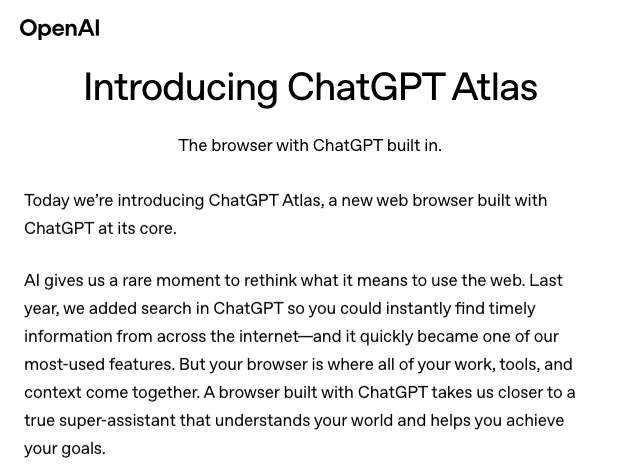 OpenAI
Introducing ChatGPT Atlas
The browser with ChatGPT built in.
Today we’re introducing ChatGPT Atlas, a new web browser built with
ChatGPT at its core.
AI gives us a rare moment to rethink what it means to use the web. Last
year, we added search in ChatGPT so you could instantly find timely
information from across the internet—and it quickly became one of our
most-used features. But your browser is where all of your work, tools, and
context come together. A browser built with ChatGPT takes us closer to a
true super-assistant that understands your world and helps you achieve
your goals.